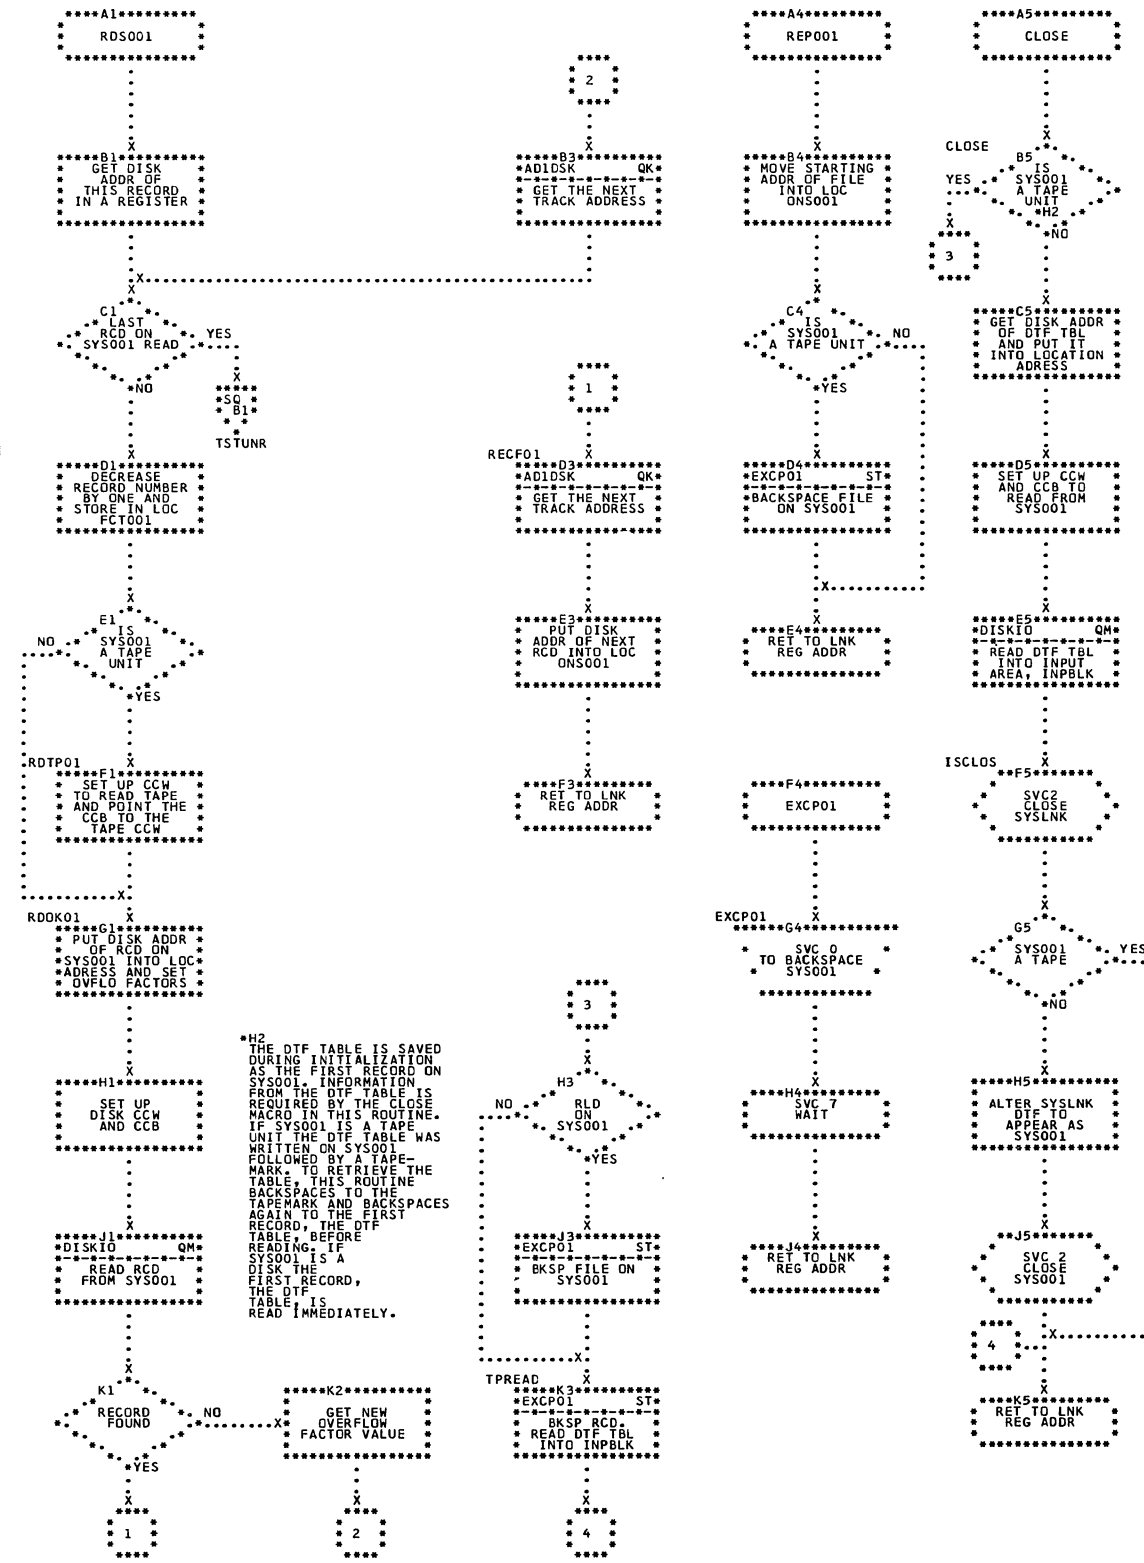 A1
RDS001
B1
GET DISK
ADDR OF
THIS RECORD
IN A REGISTER
C1
LAST
RCD ON
SYS001 READ
YES
NO
SQ
B1
TSTUNR
D1
DECREASE
RECORD NUMBER
BY ONE AND
STORE IN LOC
FCT001
E1
IS
SYS001
A TAPE
UNIT
NO
YES
RDTP01
F1
SET UP CCW
TO READ TAPE
AND POINT THE
CCB TO THE
TAPE CCW
RDOK01
G1
PUT DISK ADDR
OF RCD ON
SYS001 INTO LOC
ADRESS AND SET
OVFLO FACTORS
H1
SET UP
DISK CCW
AND CCB
J1
*DISKIO QM*
READ RCD
FROM SYS001
K1
RECORD
FOUND
NO
YES
1
*H2
THE DTF TABLE IS SAVED
DURING INITIALIZATION
AS THE FIRST RECORD ON
SYS001. INFORMATION
FROM THE DTF TABLE IS
REQUIRED BY THE CLOSE
MACRO IN THIS ROUTINE.
IF SYS001 IS A TAPE
UNIT THE DTF TABLE WAS
WRITTEN ON SYS001
FOLLOWED BY A TAPE-
MARK. TO RETRIEVE THE
TABLE, THIS ROUTINE
BACKSPACES TO THE
TAPEMARK AND BACKSPACES
AGAIN TO THE FIRST
RECORD, THE DTF
TABLE, BEFORE
READING. IF
SYS001 IS A
DISK THE
FIRST RECORD,
THE DTF
TABLE, IS
READ IMMEDIATELY.
K2
GET NEW
OVERFLOW
FACTOR VALUE
2
2
B3
*AD1DSK QK*
GET THE NEXT
TRACK ADDRESS
1
RECF01
D3
*AD1DSK QK*
GET THE NEXT
TRACK ADDRESS
E3
PUT DISK
ADDR OF NEXT
RCD INTO LOC
ONS001
F3
RET TO LNK
REG ADDR
3
H3
RLD
ON
SYS001
NO
YES
J3
*EXCP01 ST*
BKSP FILE ON
SYS001
TPREAD
K3
*EXCP01 ST*
BKSP RCD.
READ DTF TBL
INTO INPBLK
4
A4
REP001
B4
MOVE STARTING
ADDR OF FILE
INTO LOC
ONS001
C4
IS
SYS001
A TAPE UNIT
NO
YES
D4
*EXCP01 ST*
BACKSPACE FILE
ON SYS001
E4
RET TO LNK
REG ADDR
F4
EXCP01
EXCP01
G4
SVC 0
TO BACKSPACE
SYS001
H4
SVC 7
WAIT
J4
RET TO LNK
REG ADDR
A5
CLOSE
CLOSE
B5
IS
SYS001
A TAPE
UNIT
*H2
YES
NO
3
C5
GET DISK ADDR
OF DTF TBL
AND PUT IT
INTO LOCATION
ADRESS
D5
SET UP CCW
AND CCB TO
READ FROM
SYS001
E5
*DISKIO QM*
READ DTF TBL
INTO INPUT
AREA, INPBLK
ISCLOS
F5
SVC2
CLOSE
SYSLNK
G5
SYS001
A TAPE
YES
NO
H5
ALTER SYSLNK
DTF TO
APPEAR AS
SYS001
J5
SVC 2
CLOSE
SYS001
4
K5
RET TO LNK
REG ADDR